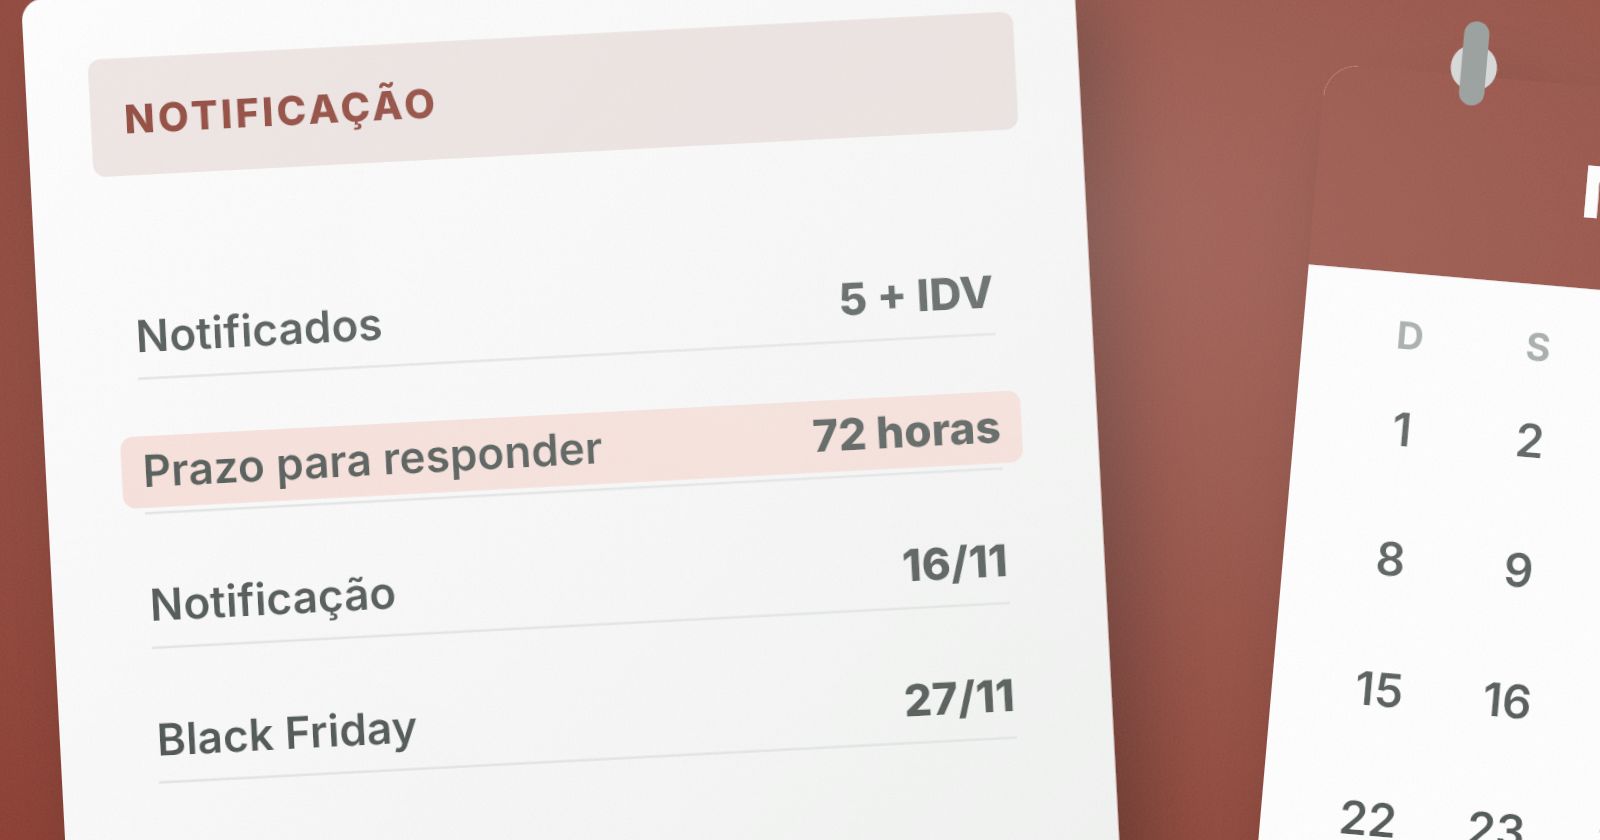 NOTIFICAÇÃO
Notificados 5 + IDV
Prazo para responder 72 horas
Notificação 16/11
Black Friday 27/11
D S
1 2
8 9
15 16
22 23